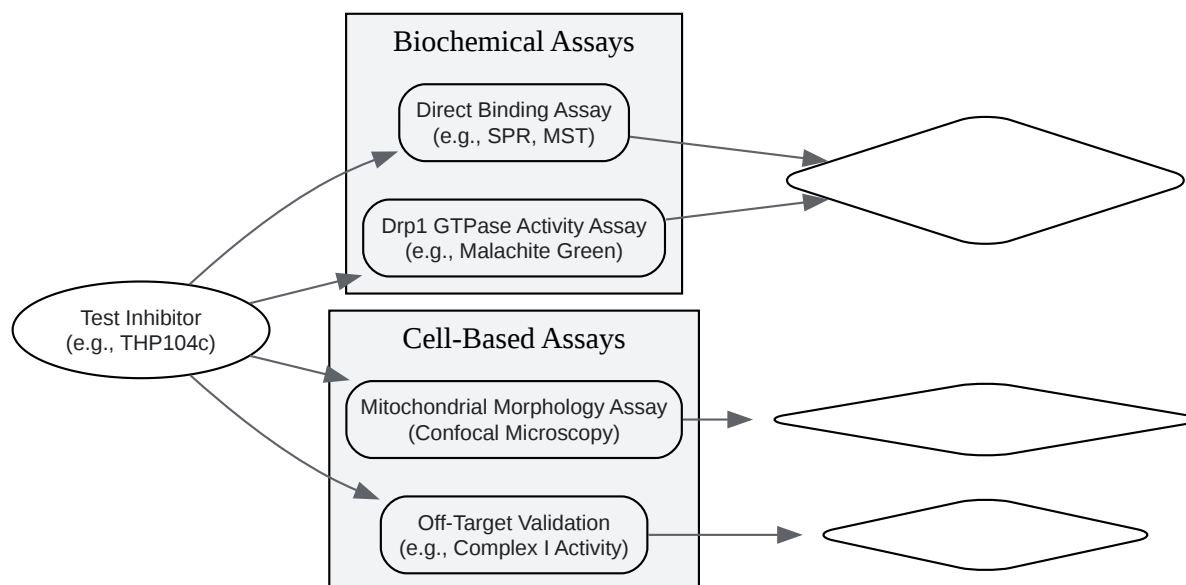 Biochemical Assays
Direct Binding Assay
(e.g., SPR, MST)
Drp1 GTPase Activity Assay
(e.g., Malachite Green)
Test Inhibitor
(e.g., THP104c)
Cell-Based Assays
Mitochondrial Morphology Assay
(Confocal Microscopy)
Off-Target Validation
(e.g., Complex I Activity)